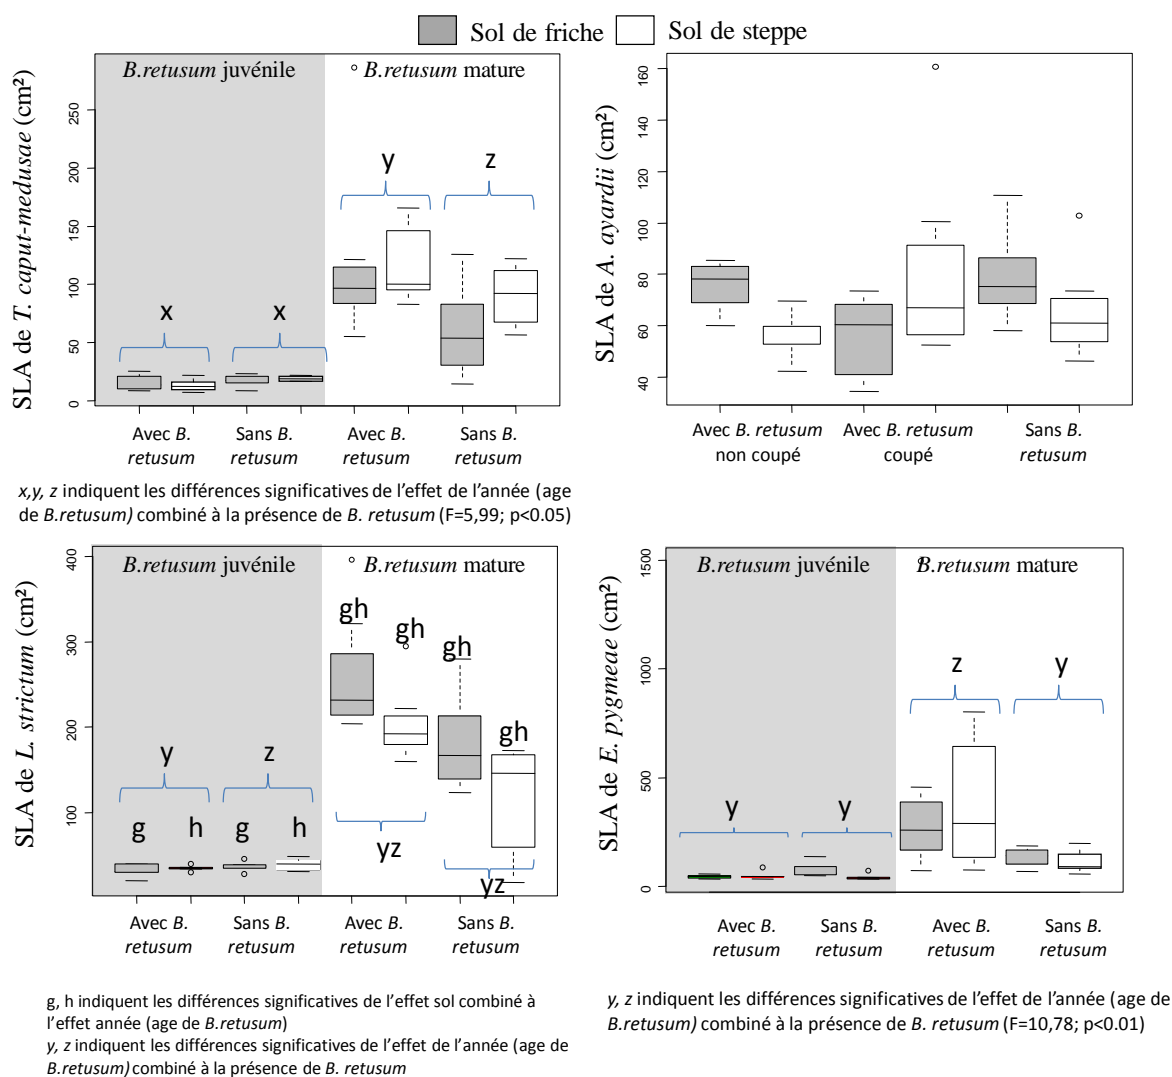 Sol de friche Sol de steppe
B.retusum juvénile
B.retusum mature
SLA de T. caput-medusae (cm²)
250
200
150
100
50
0
x
x
y
z
Avec B.
retusum
Sans B.
retusum
Avec B.
retusum
Sans B.
retusum
x,y, z indiquent les différences significatives de l'effet de l'année (age
de B.retusum) combiné à la présence de B. retusum (F=5,99; p<0.05)
SLA de A. ayardii (cm²)
160
140
120
100
80
60
40
Avec B. retusum
non coupé
Avec B. retusum
coupé
Sans B.
retusum
B.retusum juvénile
B.retusum mature
SLA de L. strictum (cm²)
400
300
200
100
y
z
g
h
g
h
gh
gh
gh
gh
yz
yz
Avec B.
retusum
Sans B.
retusum
Avec B.
retusum
Sans B.
retusum
g, h indiquent les différences significatives de l'effet sol combiné à
l'effet année (age de B.retusum)
y, z indiquent les différences significatives de l'effet de l'année (age de
B.retusum) combiné à la présence de B. retusum
B.retusum juvénile
B.retusum mature
SLA de E. pygmeae (cm²)
1500
1000
500
0
y
y
z
y
Avec B.
retusum
Sans B.
retusum
Avec B.
retusum
Sans B.
retusum
y, z indiquent les différences significatives de l'effet de l'année (age de
B.retusum) combiné à la présence de B. retusum (F=10,78; p<0.01)